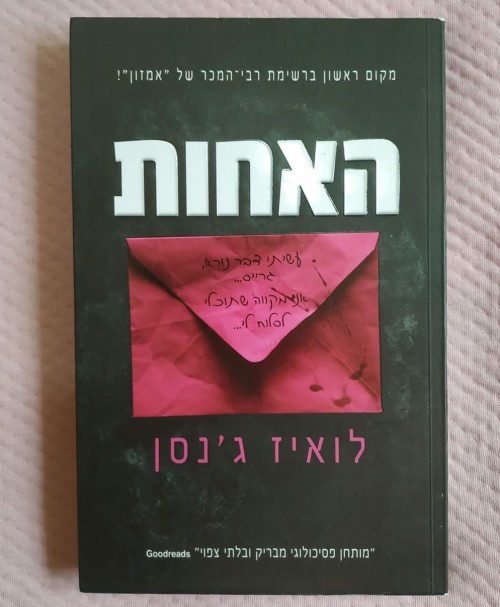 מקום ראשון ברשימת רבי־המכר של "אמזון"!
האחות
עשיתי דבר נורא,
גרייס...
אני מקווה שתוכלי
לסלוח לי...
לואיז ג'נסן
"מותחן פסיכולוגי מבריק ובלתי צפוי" Goodreads